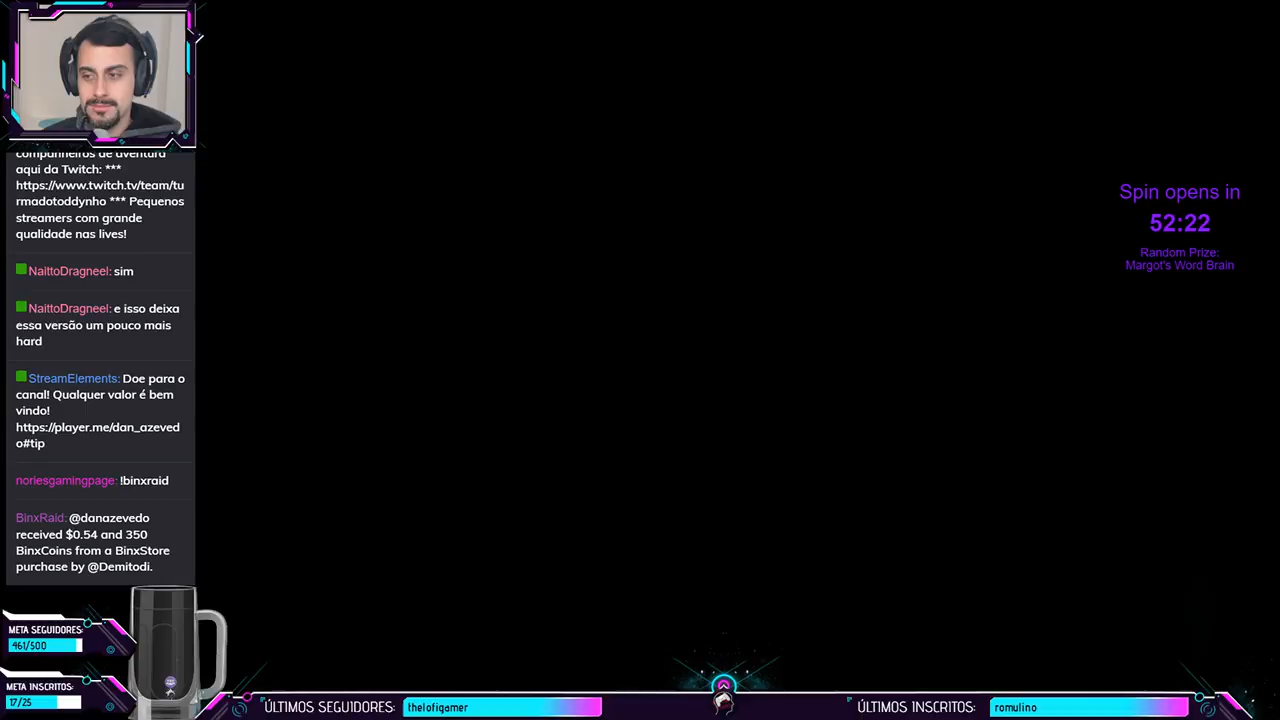 companheiros de aventura
aqui da Twitch: ***
https://www.twitch.tv/team/tu
rmadotoddynho *** Pequenos
streamers com grande
qualidade nas lives!
NaittoDragneel: sim
NaittoDragneel: e isso deixa
essa versão um pouco mais
hard
StreamElements: Doe para o
canal! Qualquer valor é bem
vindo!
https://player.me/dan_azeved
o#tip
noriesgamingpage: !binxraid
BinxRaid: @danazevedo
received $0.54 and 350
BinxCoins from a BinxStore
purchase by @Demitodi.
Spin opens in
52:22
Random Prize:
Margot's Word Brain
META SEGUIDORES:
461/500
META INSCRITOS:
17/25
ÚLTIMOS SEGUIDORES: thelofigamer
ÚLTIMOS INSCRITOS: romulino